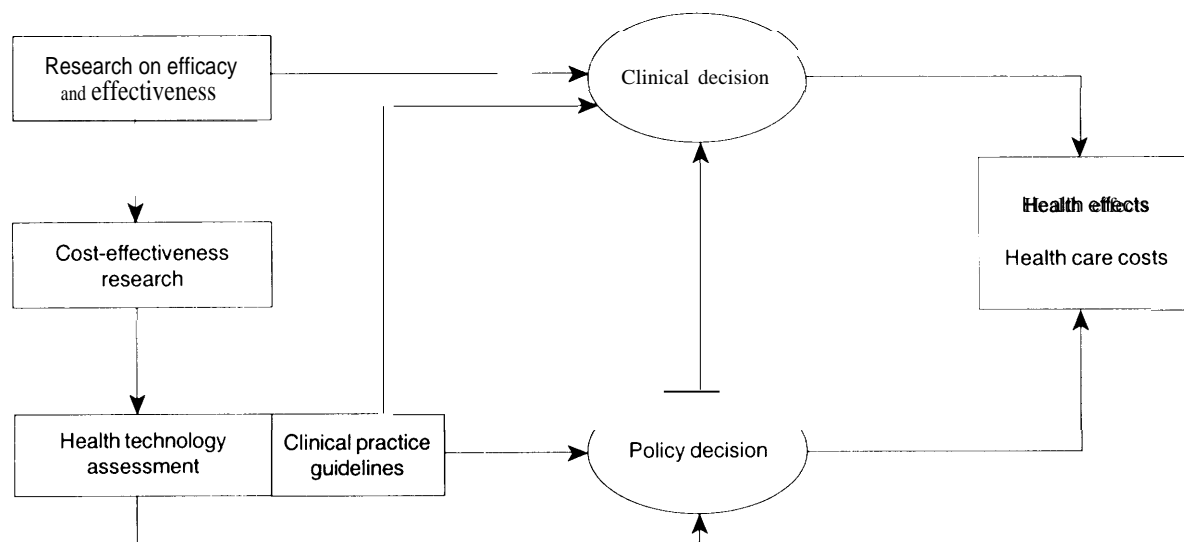 Research on efficacy
and effectiveness
Clinical decision
Health effects
Health care costs
Cost-effectiveness
research
Health technology
assessment
Clinical practice
guidelines
Policy decision